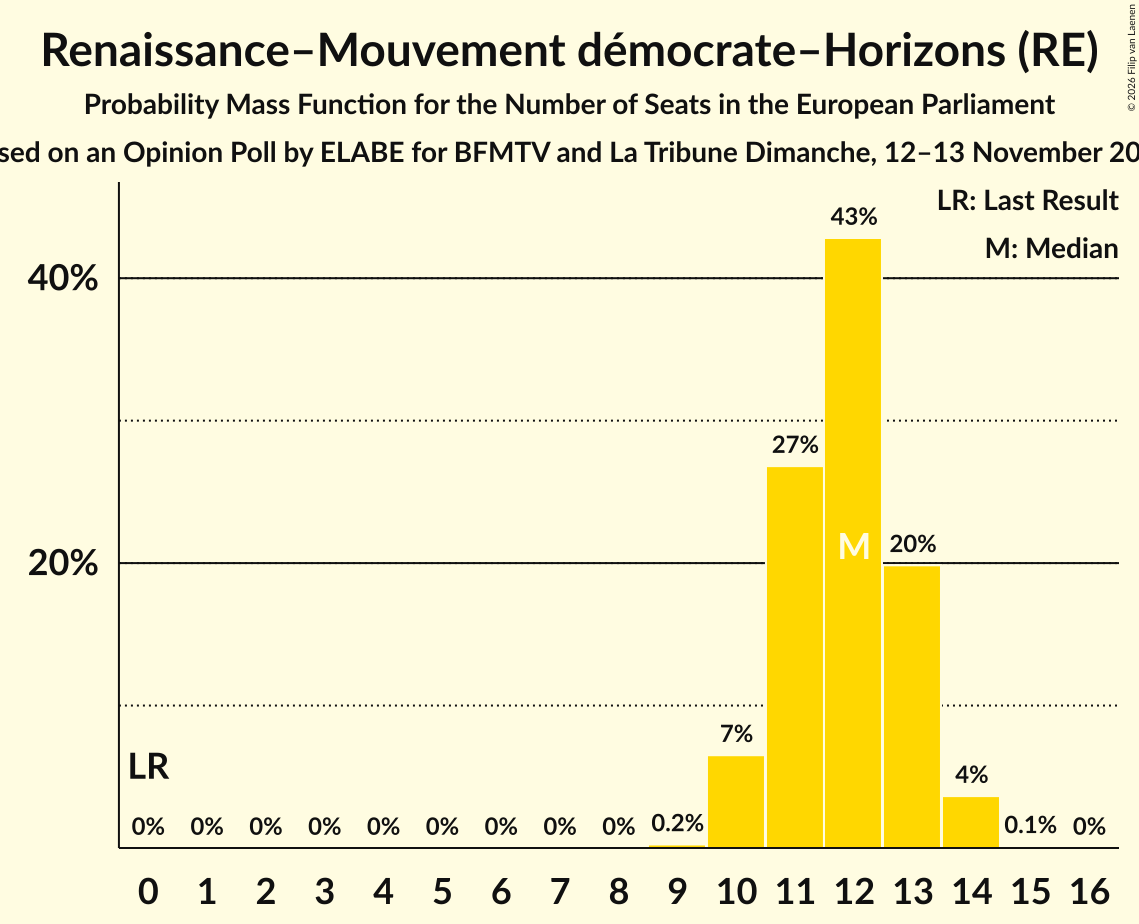 Renaissance–Mouvement démocrate–Horizons (RE)
Probability Mass Function for the Number of Seats in the European Parliament
on an Opinion Poll by ELABE for BFMTV and La Tribune Dimanche, 12–13 November
© 2026 Filip van Laenen
LR: Last Result
M: Median
43%
40%
27%
M
20%
20%
7%
LR
4%
0% 0% 0% 0% 0% 0% 0% 0% 0% 0.2% 0.1% 0%
0 1 2 3 4 5 6 7 8 9 10 11 12 13 14 15 16